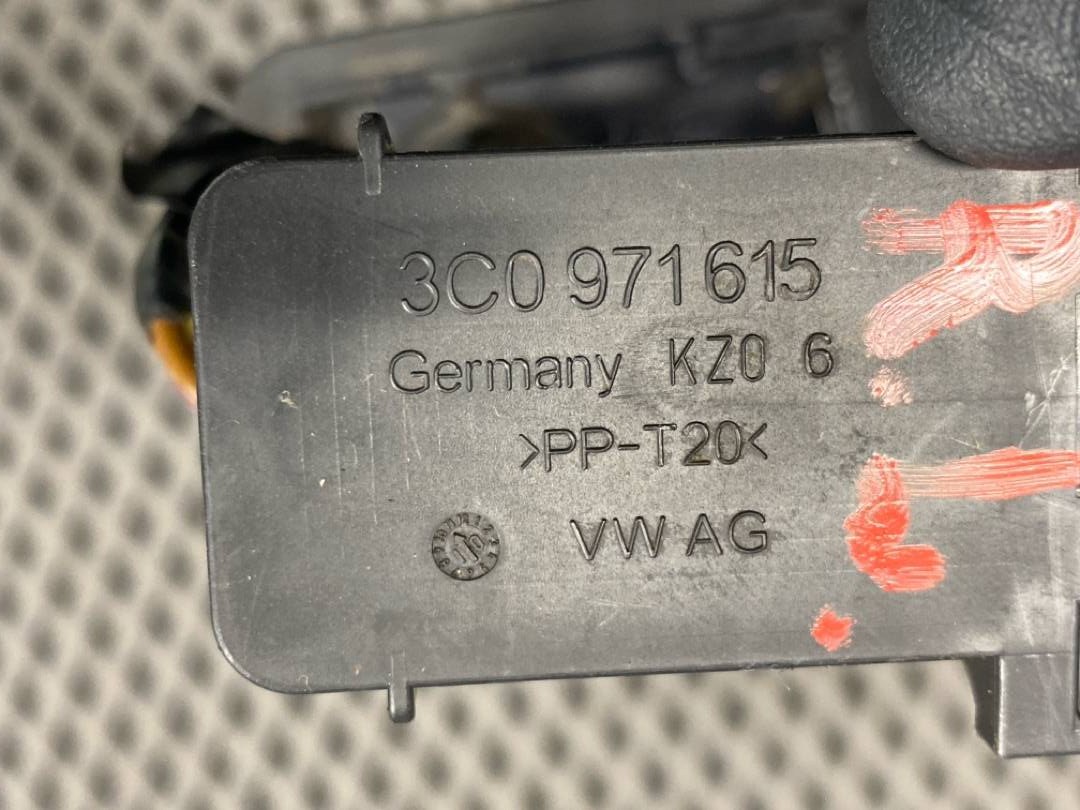 3C0 971 615
Germany KZ0 6
>PP-T20<
VW AG